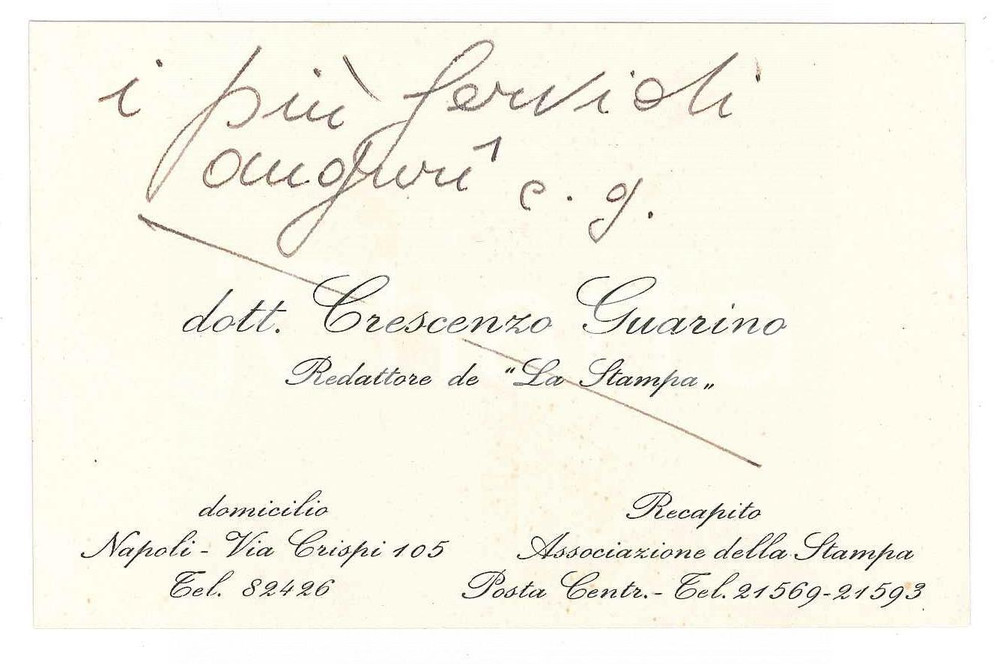 i più fervidi
auguri c. g.
dott. Crescenzo Guarino
Redattore de "La Stampa„
domicilio
Napoli - Via Crispi 105
Tel. 82426
Recapito
Associazione della Stampa
Posta Centr. - Tel. 21569-21593